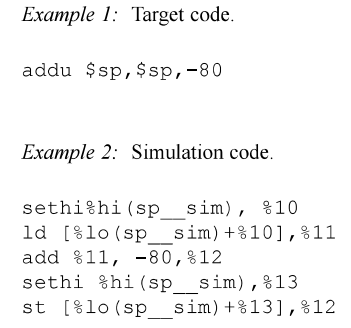 Example 1: Target code.
addu $sp,$sp,-80
Example 2: Simulation code.
sethi%hi(sp__sim), %10
ld [%lo(sp__sim)+%10],%11
add %11, -80,%12
sethi %hi(sp__sim),%13
st [%lo(sp__sim)+%13],%12